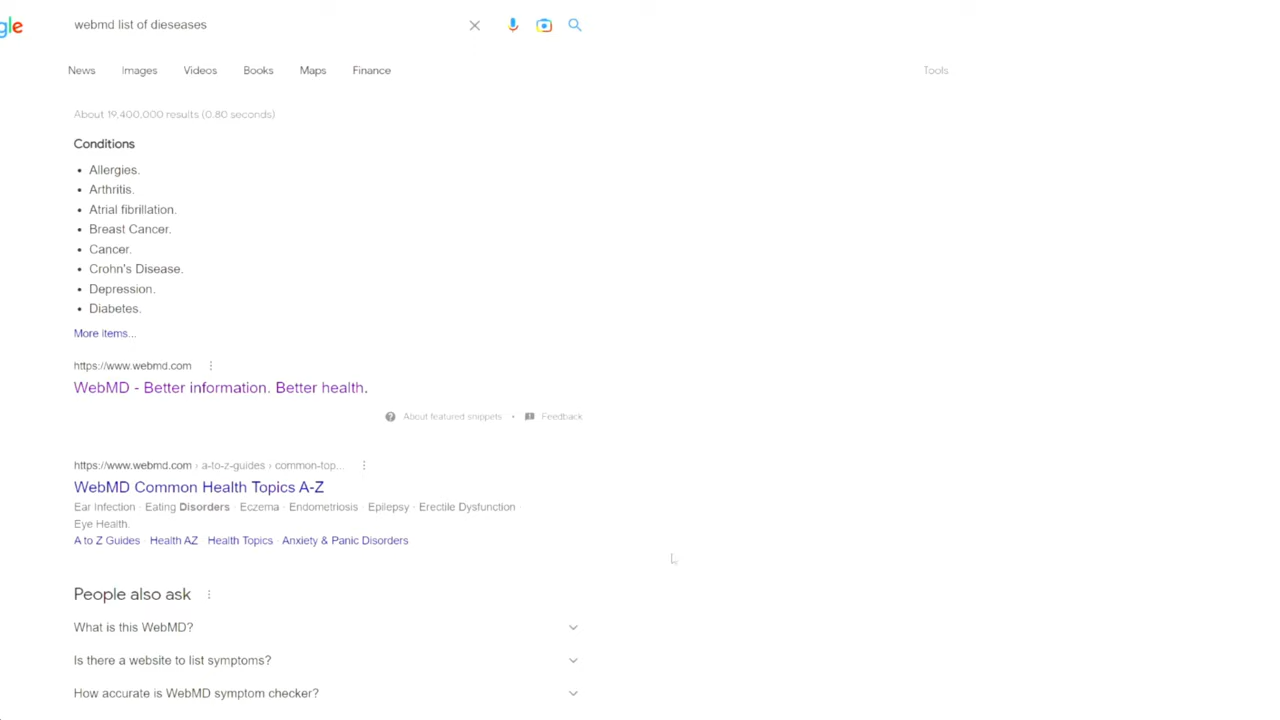 gle
webmd list of dieseases
News Images Videos Books Maps Finance Tools
About 19,400,000 results (0.80 seconds)
Conditions
• Allergies.
• Arthritis.
• Atrial fibrillation.
• Breast Cancer.
• Cancer.
• Crohn's Disease.
• Depression.
• Diabetes.
More items...
https://www.webmd.com
WebMD - Better information. Better health.
About featured snippets • Feedback
https://www.webmd.com › a-to-z-guides › common-top...
WebMD Common Health Topics A-Z
Ear Infection · Eating Disorders · Eczema · Endometriosis · Epilepsy · Erectile Dysfunction ·
Eye Health.
A to Z Guides · Health AZ · Health Topics · Anxiety & Panic Disorders
People also ask
What is this WebMD?
Is there a website to list symptoms?
How accurate is WebMD symptom checker?